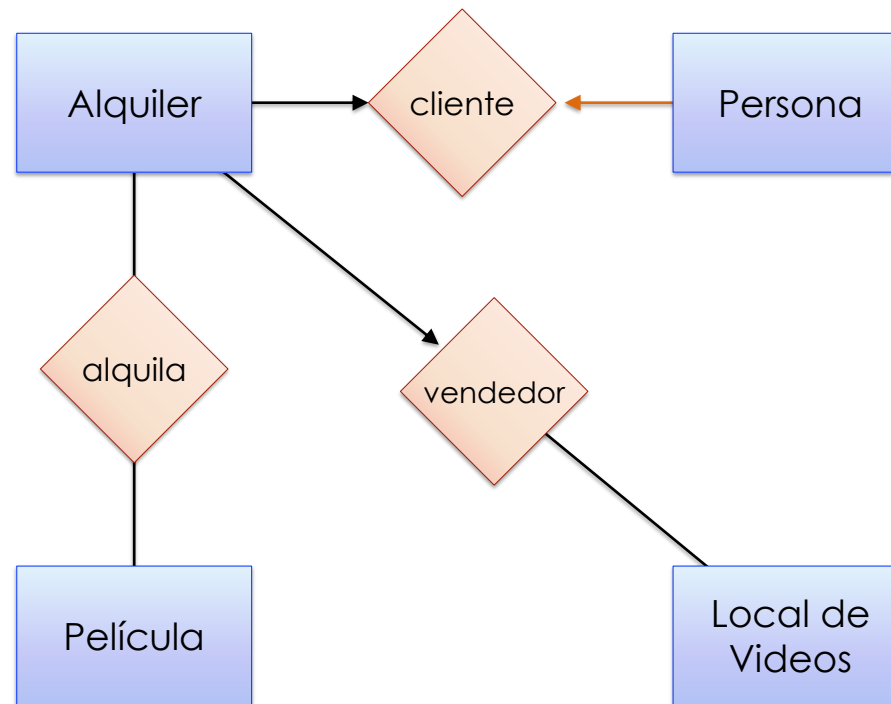 Alquiler
cliente
Persona
alquila
vendedor
Película
Local de
Videos